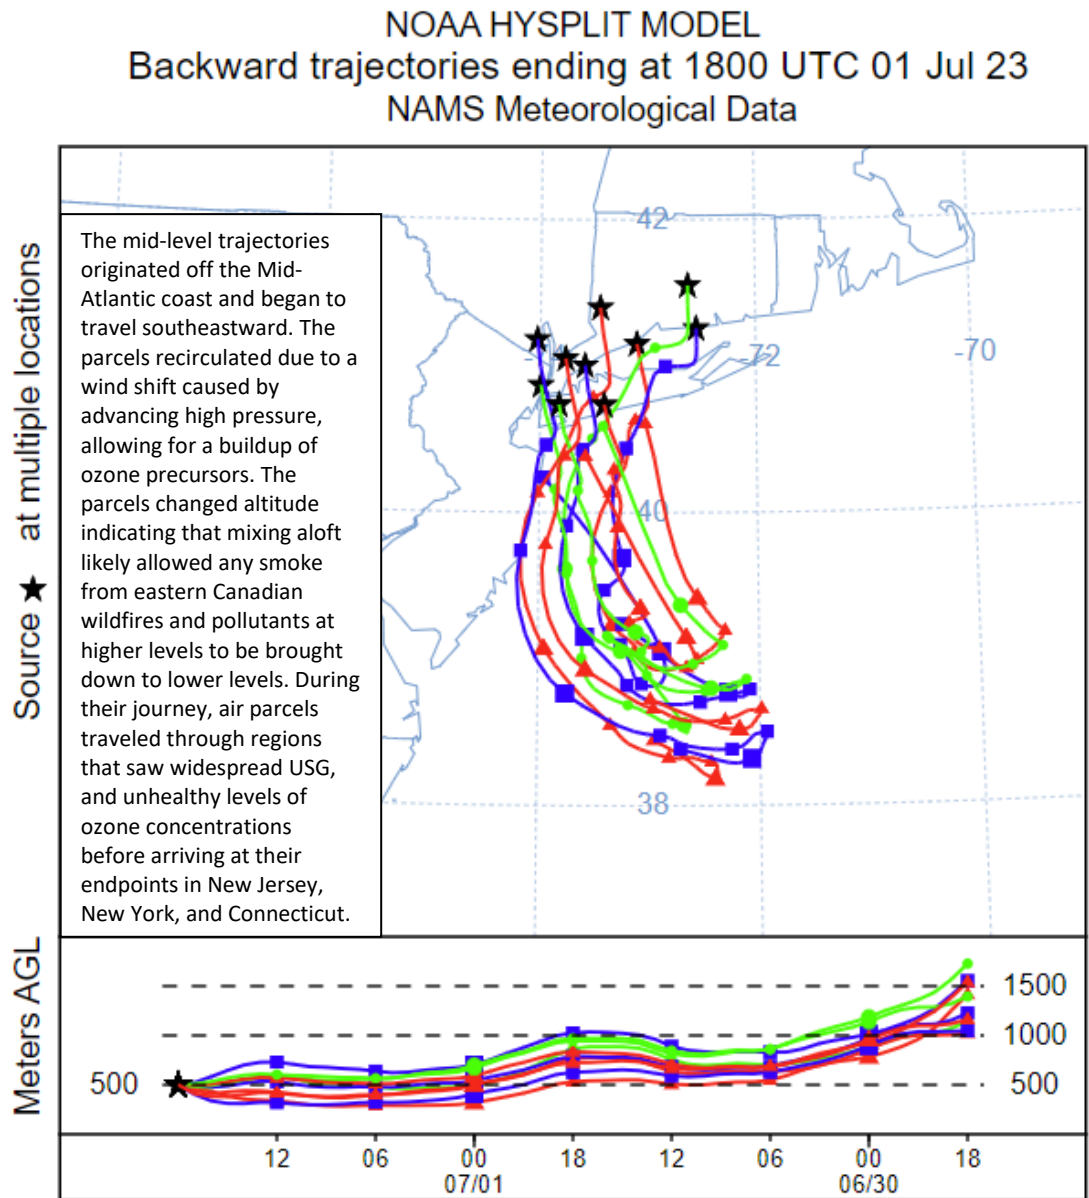 NOAA HYSPLIT MODEL
Backward trajectories ending at 1800 UTC 01 Jul 23
NAMS Meteorological Data
Source ★ at multiple locations
The mid-level trajectories
originated off the Mid-
Atlantic coast and began to
travel southeastward. The
parcels recirculated due to a
wind shift caused by
advancing high pressure,
allowing for a buildup of
ozone precursors. The
parcels changed altitude
indicating that mixing aloft
likely allowed any smoke
from eastern Canadian
wildfires and pollutants at
higher levels to be brought
down to lower levels. During
their journey, air parcels
traveled through regions
that saw widespread USG,
and unhealthy levels of
ozone concentrations
before arriving at their
endpoints in New Jersey,
New York, and Connecticut.
42
-72
-70
40
38
Meters AGL
1500
1000
500
500
12 06 00 18 12 06 00 18
07/01 06/30